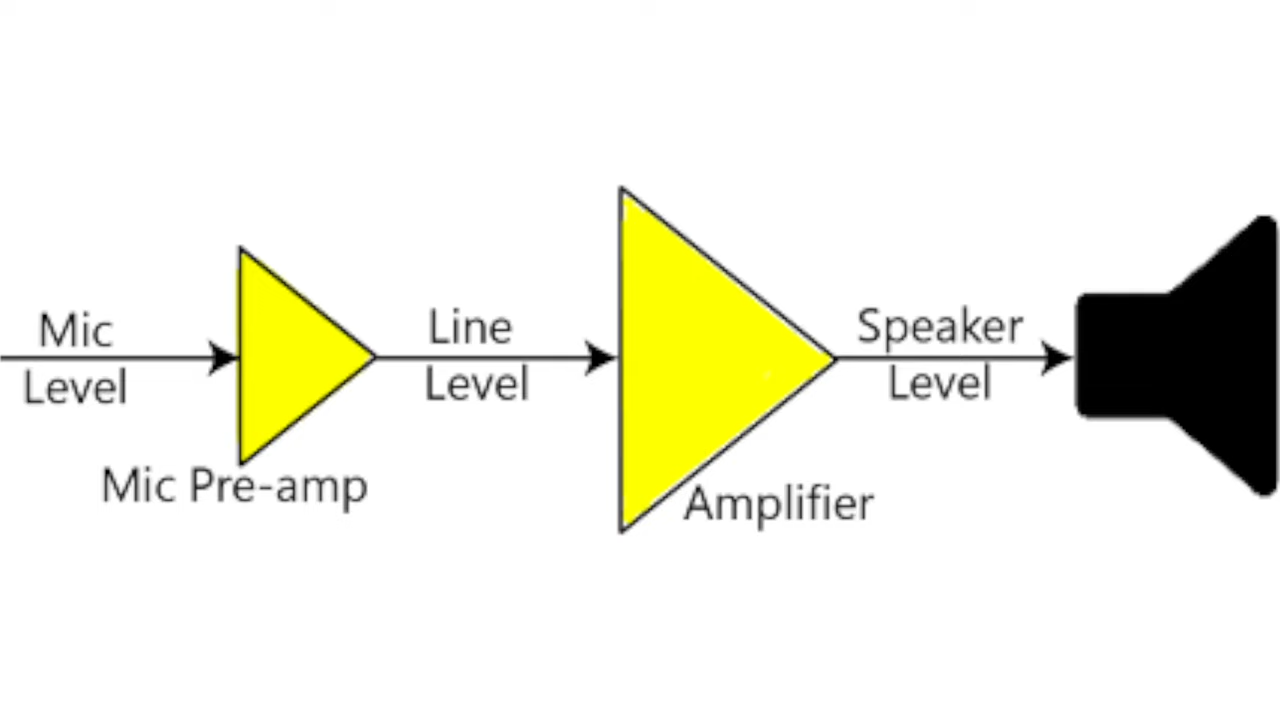 Mic
Level
Mic Pre-amp
Line
Level
Amplifier
Speaker
Level